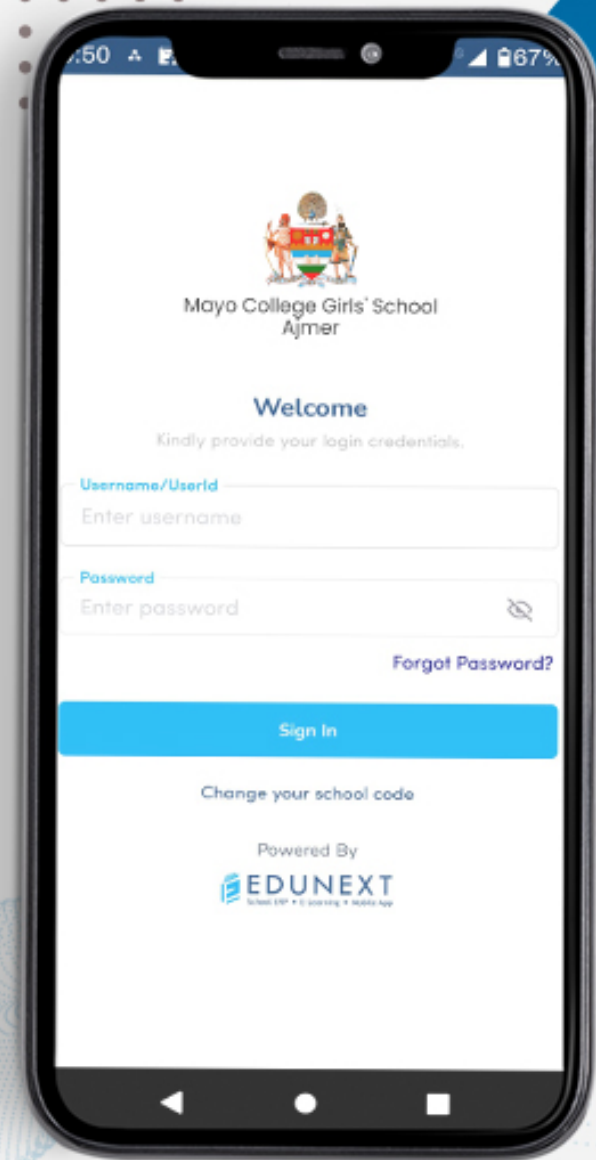 :50
67%
Mayo College Girls' School
Ajmer
Welcome
Kindly provide your login credentials.
Username/UserId
Enter username
Password
Enter password
Forgot Password?
Sign In
Change your school code
Powered By
EDUNEXT
School ERP • E Learning • Mobile App